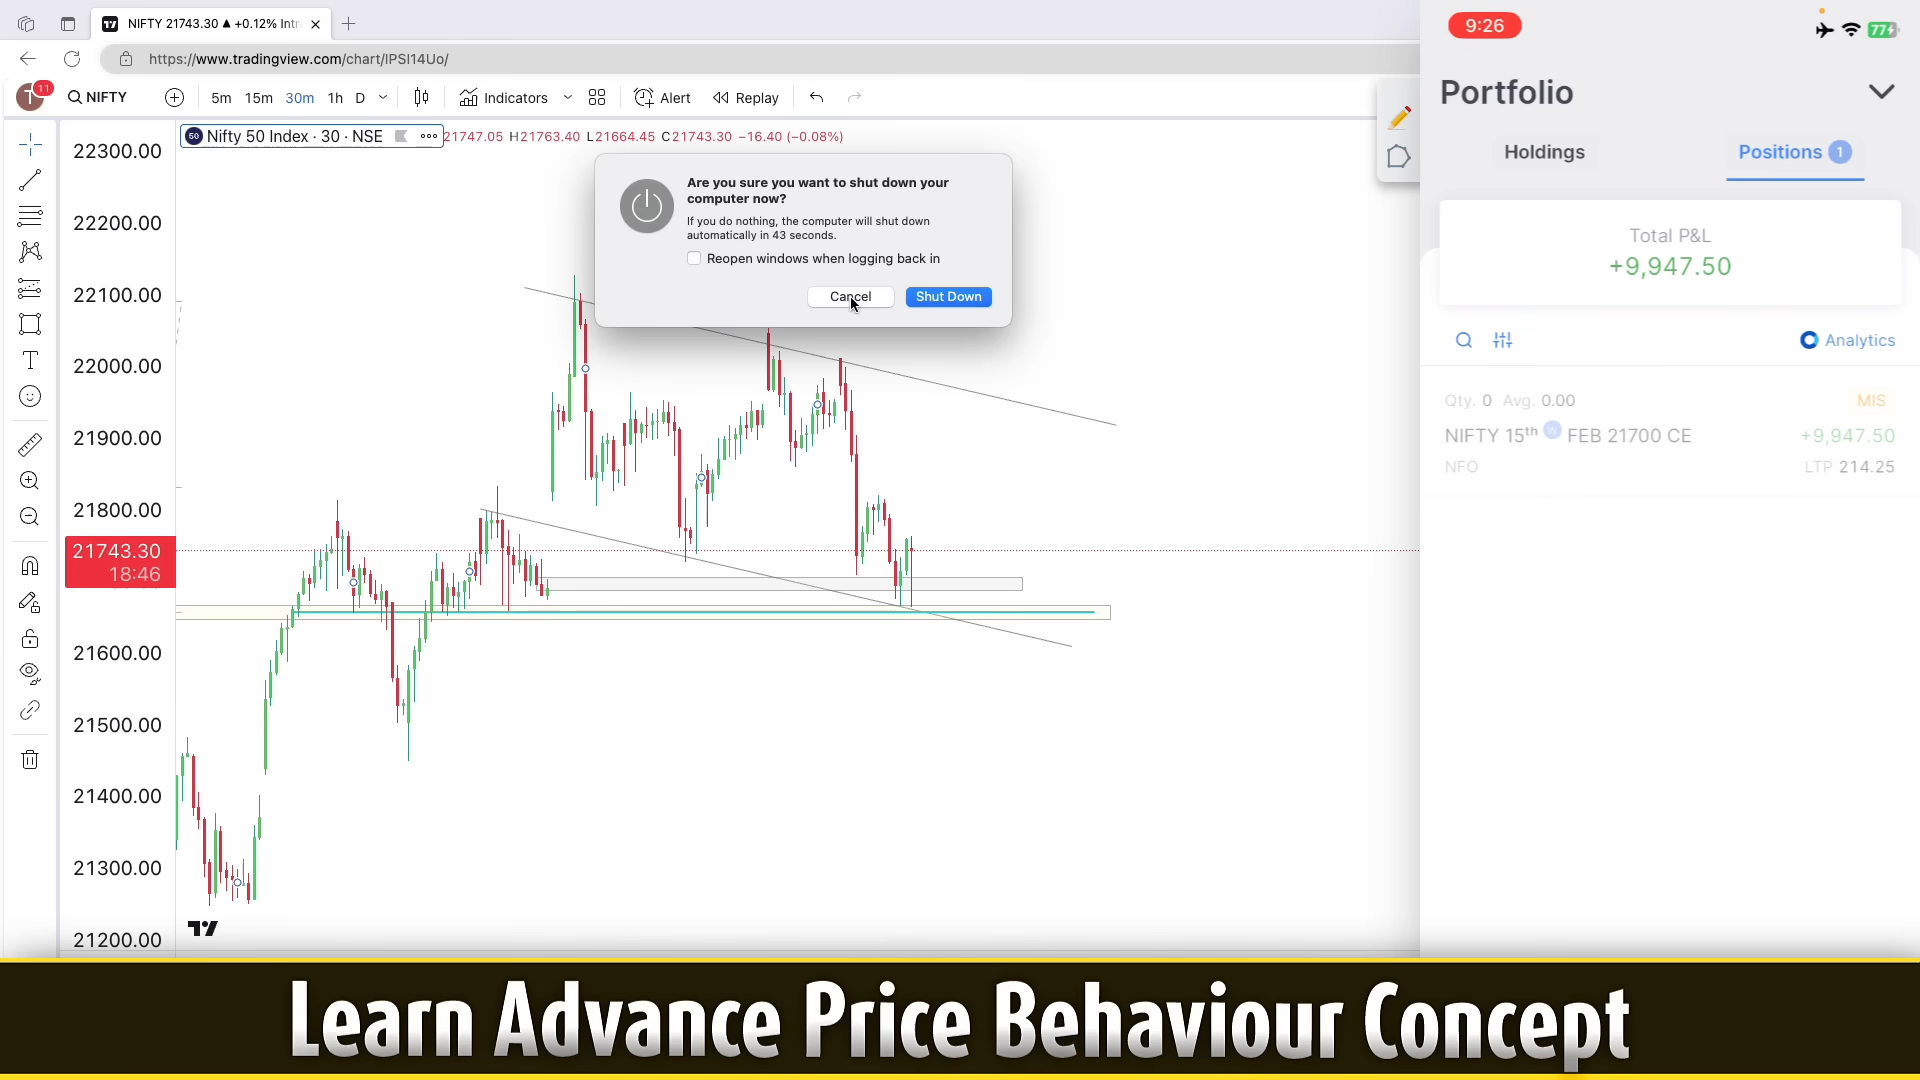 NIFTY 21743.30 ▲ +0.12% Intr
https://www.tradingview.com/chart/IPSI14Uo/
T 11 NIFTY 5m 15m 30m 1h D Indicators Alert Replay
50 Nifty 50 Index · 30 · NSE 21747.05 H21763.40 L21664.45 C21743.30 −16.40 (−0.08%)
22300.00
22200.00
22100.00
22000.00
21900.00
21800.00
21743.30
18:46
21600.00
21500.00
21400.00
21300.00
21200.00
Are you sure you want to shut down your
computer now?
If you do nothing, the computer will shut down
automatically in 43 seconds.
Reopen windows when logging back in
Cancel Shut Down
9:26 77
Portfolio
Holdings Positions 1
Total P&L
+9,947.50
Analytics
Qty. 0 Avg. 0.00 MIS
NIFTY 15th FEB 21700 CE +9,947.50
NFO LTP 214.25
Learn Advance Price Behaviour Concept